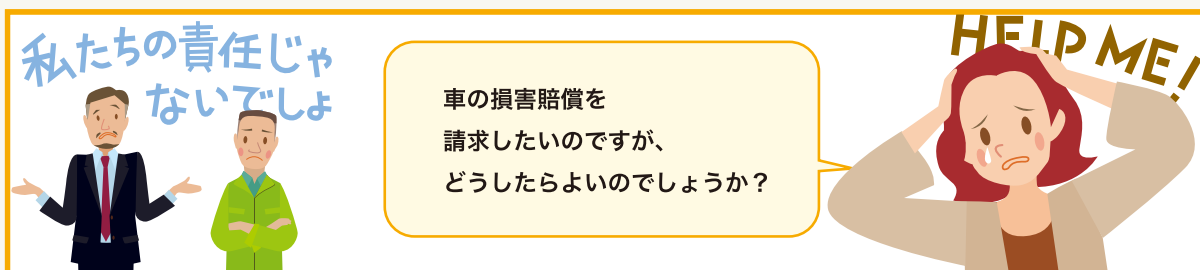 私たちの責任じゃ
ないでしょ
車の損害賠償を
請求したいのですが、
どうしたらよいのでしょうか？
HELP ME!